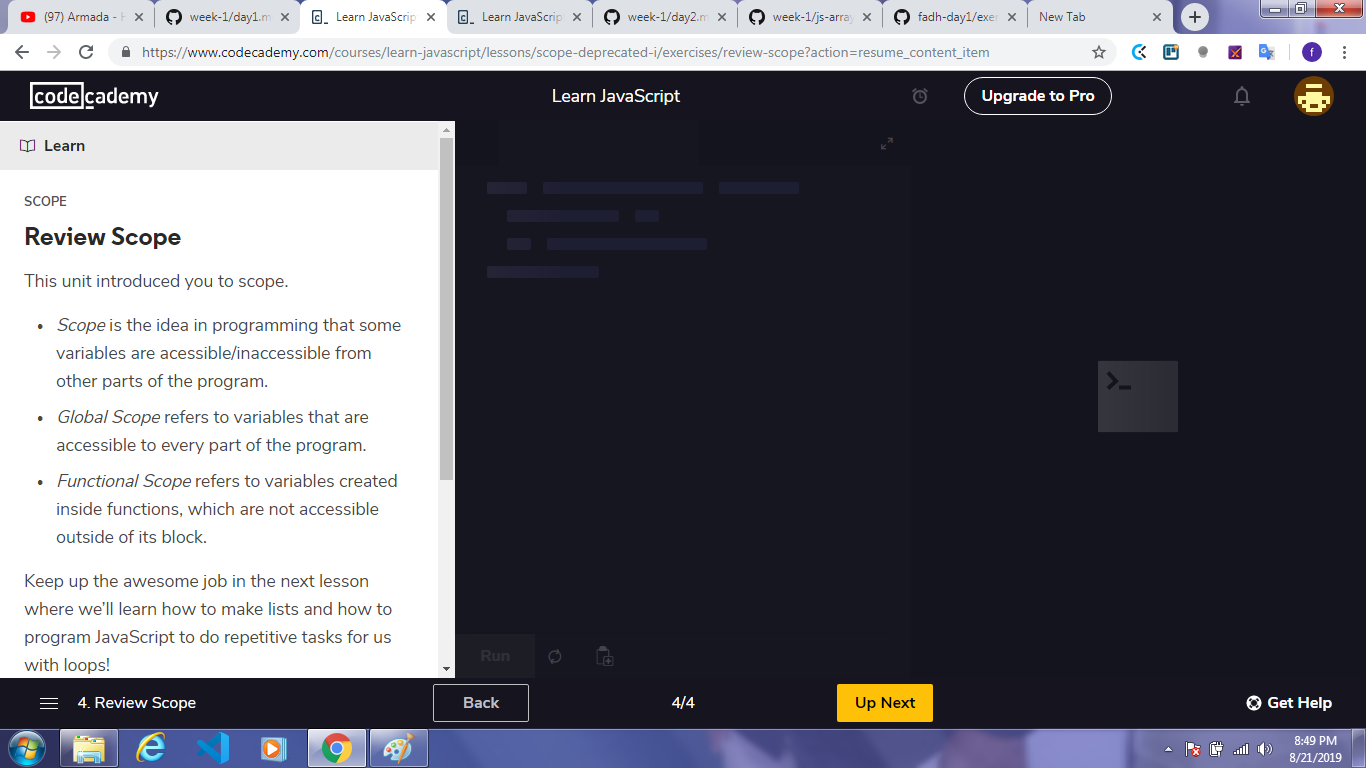 (97) Armada - H
week-1/day1.m
Learn JavaScrip
Learn JavaScrip
week-1/day2.m
week-1/js-array
fadh-day1/exer
New Tab
https://www.codecademy.com/courses/learn-javascript/lessons/scope-deprecated-i/exercises/review-scope?action=resume_content_item
f
codecademy
Learn JavaScript
Upgrade to Pro
Learn
SCOPE
Review Scope
This unit introduced you to scope.
• Scope is the idea in programming that some
variables are acessible/inaccessible from
other parts of the program.
• Global Scope refers to variables that are
accessible to every part of the program.
• Functional Scope refers to variables created
inside functions, which are not accessible
outside of its block.
Keep up the awesome job in the next lesson
where we'll learn how to make lists and how to
program JavaScript to do repetitive tasks for us
with loops!
Run
4. Review Scope
Back
4/4
Up Next
Get Help
8:49 PM
8/21/2019